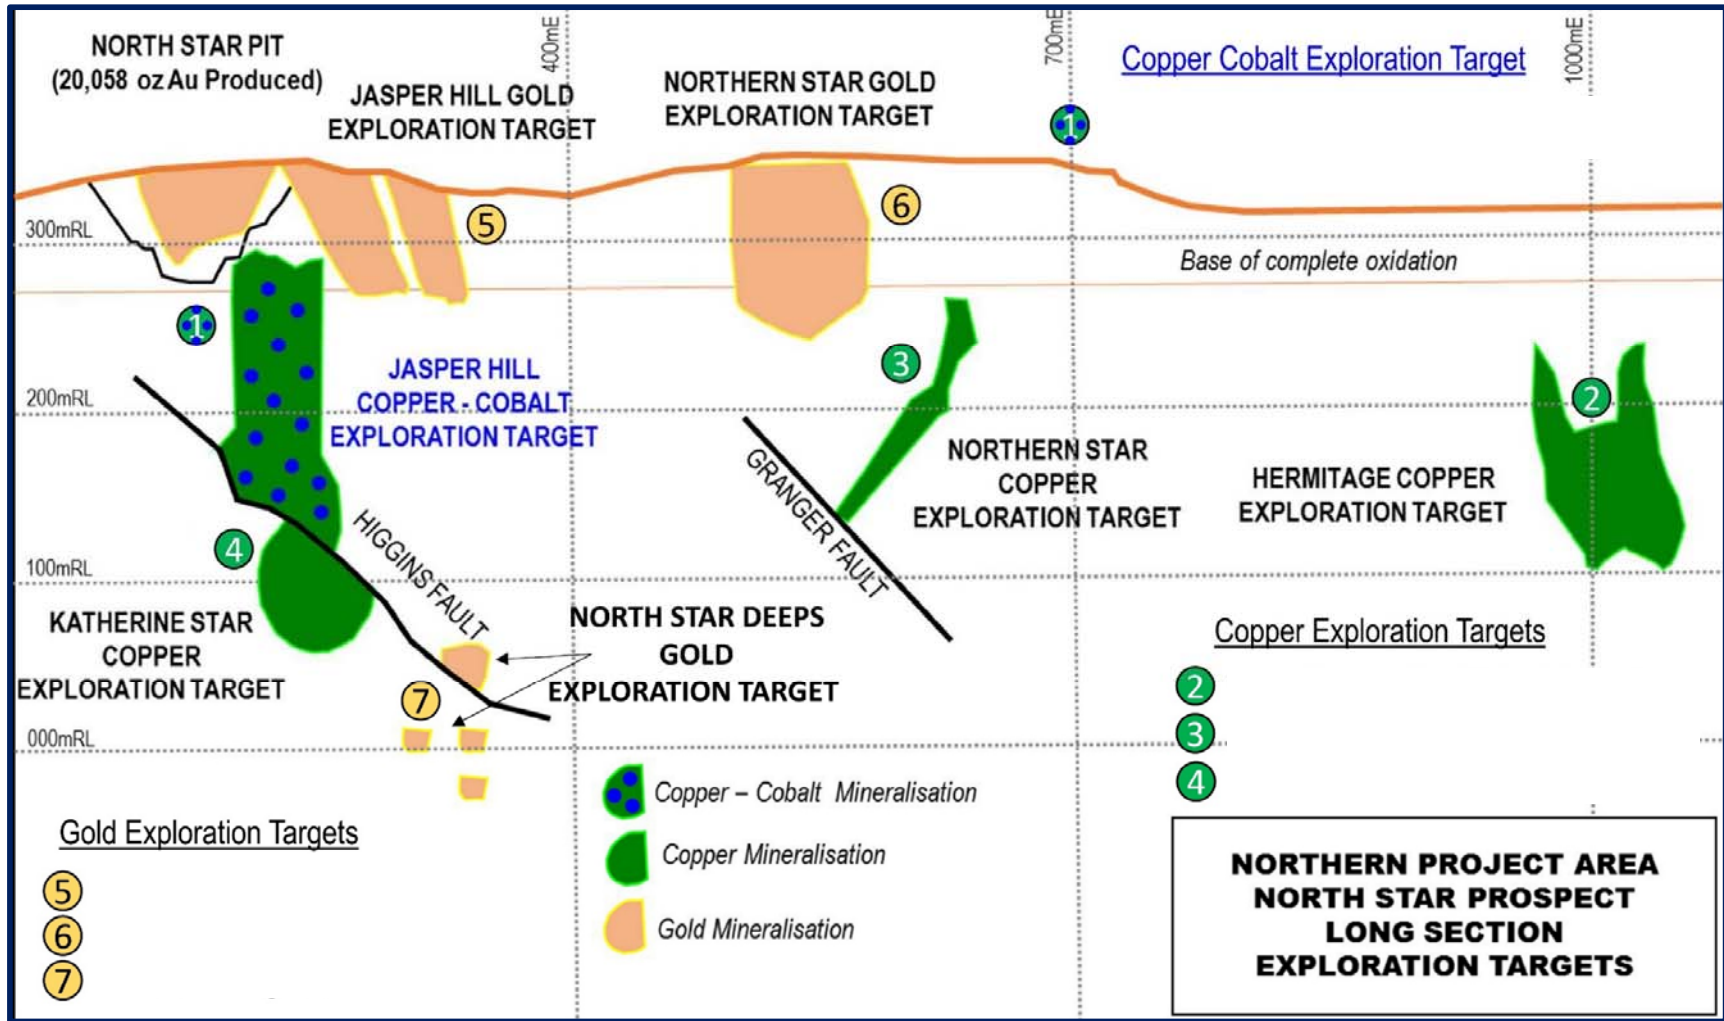 NORTH STAR PIT
(20,058 oz Au Produced)
JASPER HILL GOLD
EXPLORATION TARGET
400mE
NORTHERN STAR GOLD
EXPLORATION TARGET
700mE
Copper Cobalt Exploration Target
1000mE
1
5
6
300mRL
Base of complete oxidation
1
JASPER HILL
COPPER - COBALT
EXPLORATION TARGET
3
200mRL
2
GRANGER FAULT
NORTHERN STAR
COPPER
EXPLORATION TARGET
HERMITAGE COPPER
EXPLORATION TARGET
4
HIGGINS FAULT
100mRL
KATHERINE STAR
COPPER
EXPLORATION TARGET
NORTH STAR DEEPS
GOLD
EXPLORATION TARGET
7
000mRL
Copper Exploration Targets
2
3
4
Gold Exploration Targets
5
6
7
Copper – Cobalt Mineralisation
Copper Mineralisation
Gold Mineralisation
NORTHERN PROJECT AREA
NORTH STAR PROSPECT
LONG SECTION
EXPLORATION TARGETS